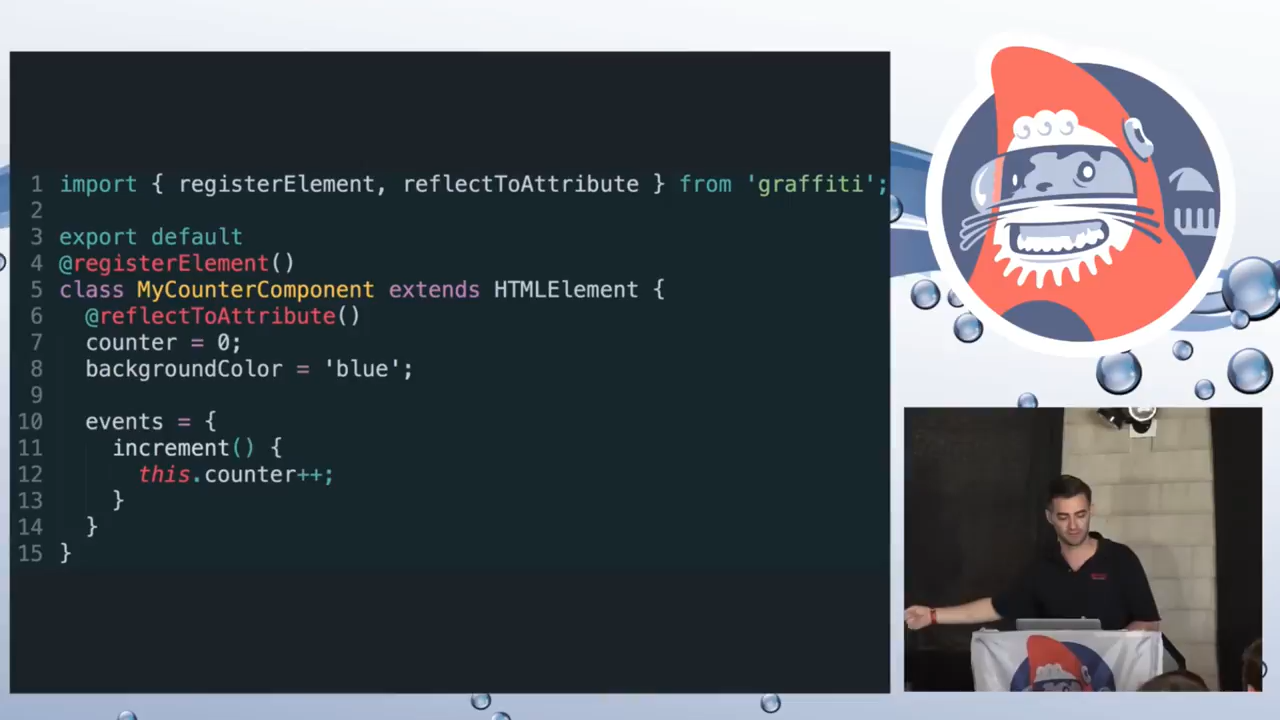 1 import { registerElement, reflectToAttribute } from 'graffiti';
2
3 export default
4 @registerElement()
5 class MyCounterComponent extends HTMLElement {
6   @reflectToAttribute()
7   counter = 0;
8   backgroundColor = 'blue';
9
10   events = {
11     increment() {
12       this.counter++;
13     }
14   }
15 }